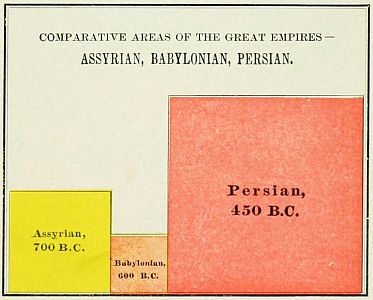 COMPARATIVE AREAS OF THE GREAT EMPIRES—
ASSYRIAN, BABYLONIAN, PERSIAN.
Persian,
450 B.C.
Assyrian,
700 B.C.
Babylonian,
600 B.C.